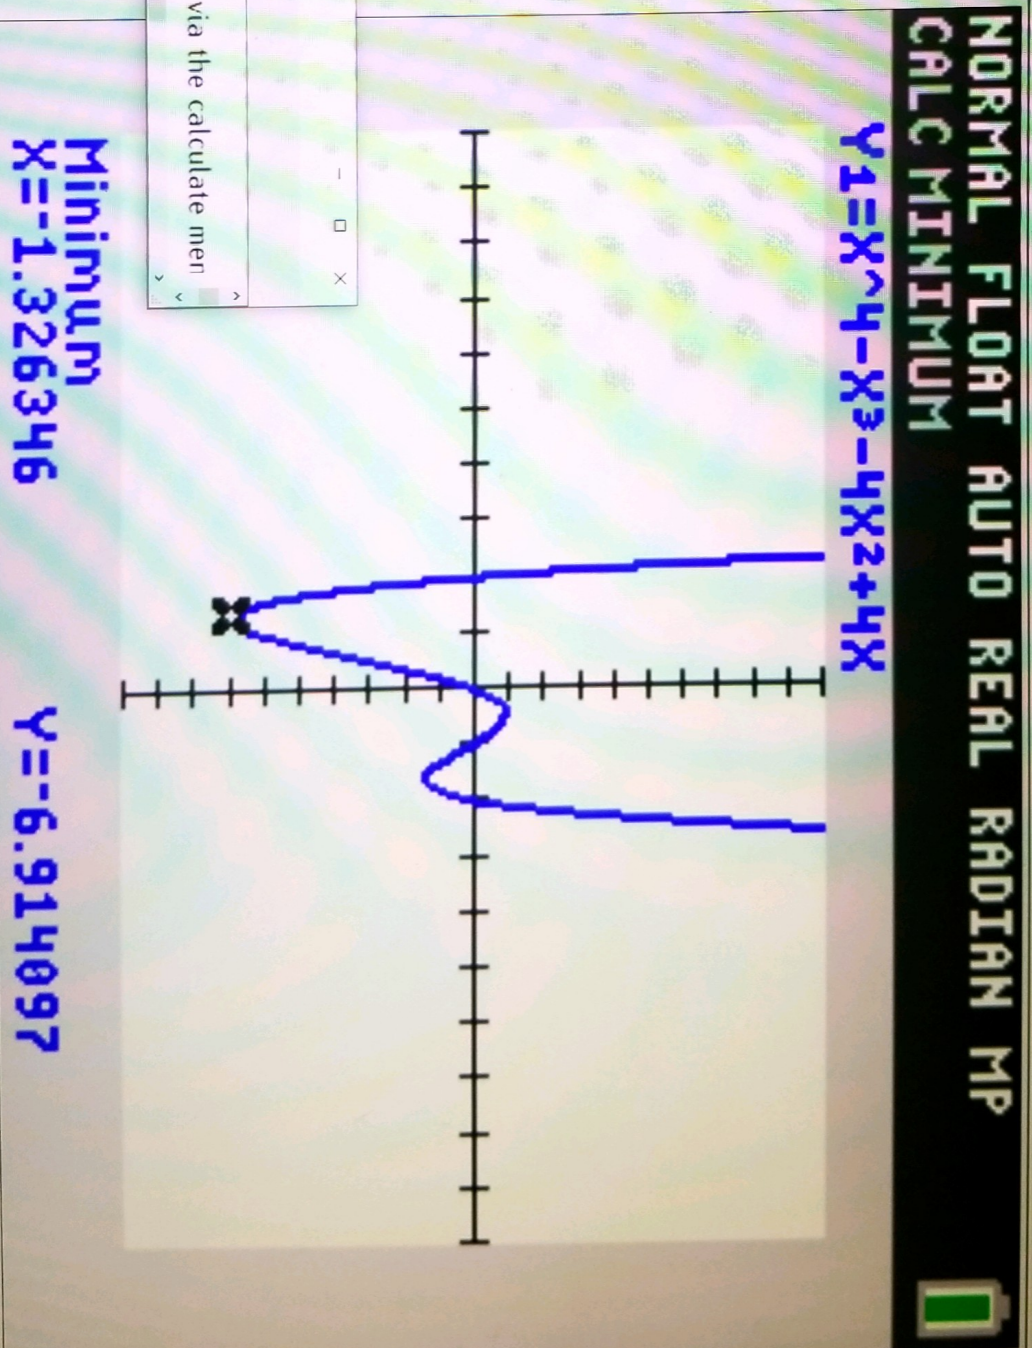 NORMAL FLOAT AUTO REAL RADIAN MP
CALC MINIMUM
Y1=X^4-X³-4X²+4X
via the calculate men
Minimum
X=-1.326346 Y=-6.914097